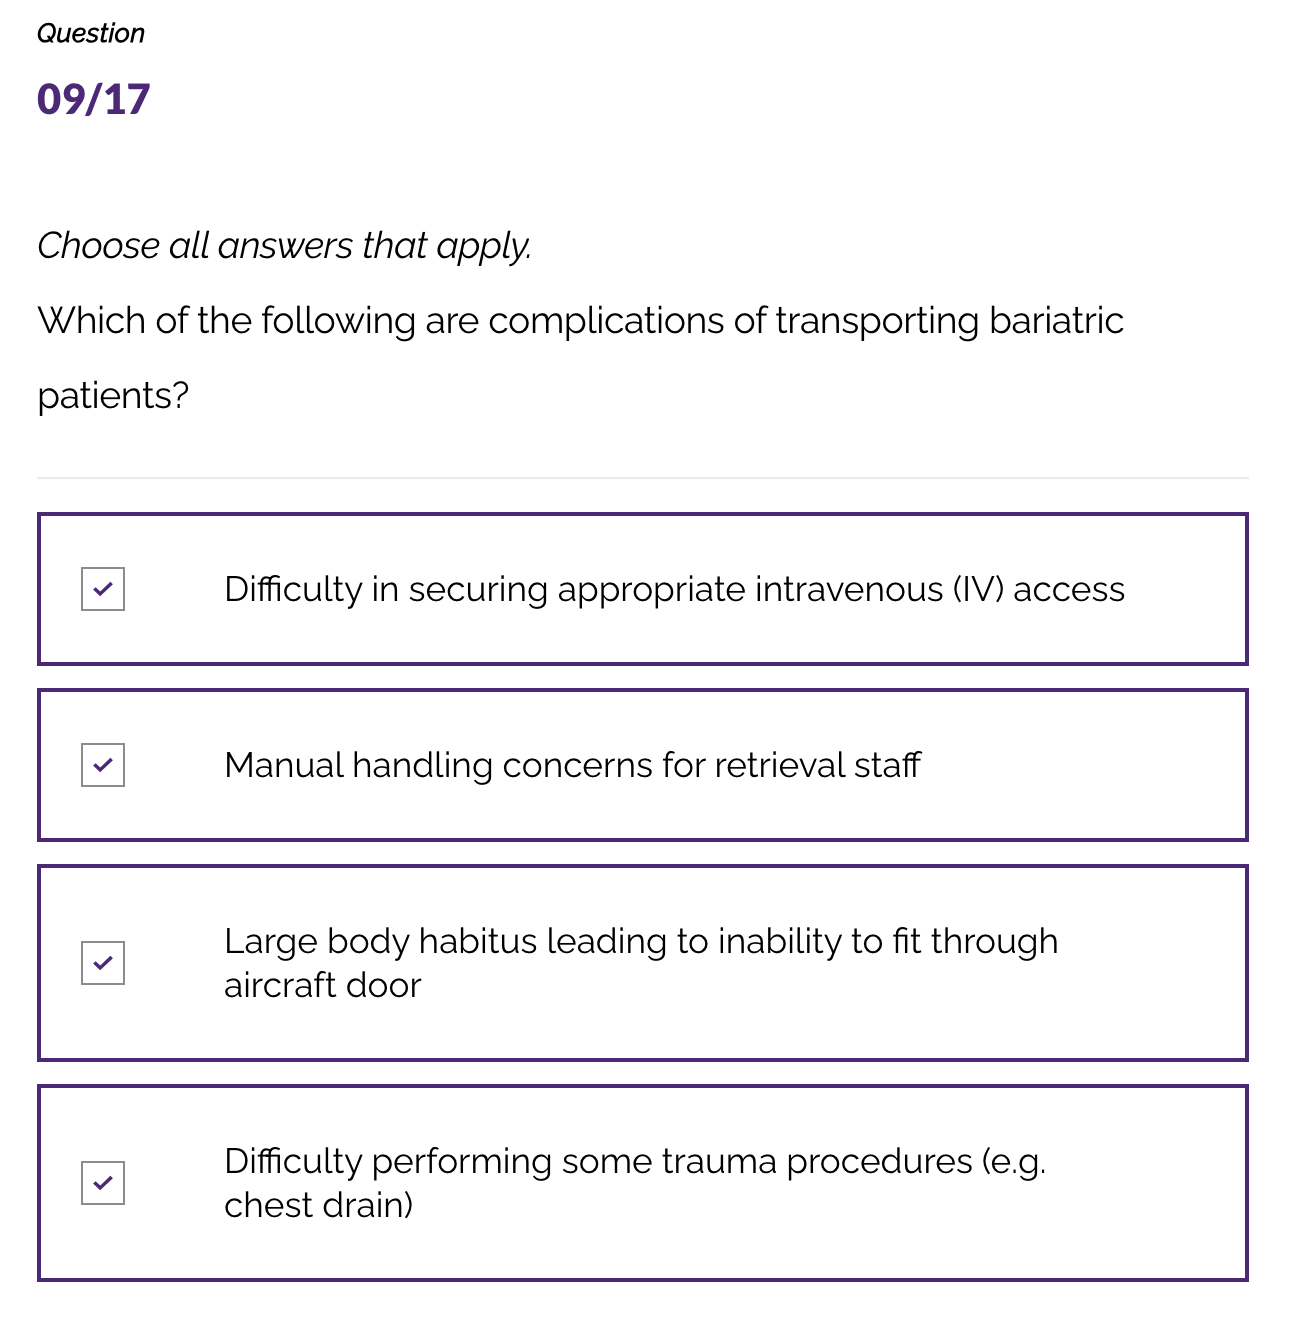 Question
09/17
Choose all answers that apply.
Which of the following are complications of transporting bariatric
patients?
Difficulty in securing appropriate intravenous (IV) access
Manual handling concerns for retrieval staff
Large body habitus leading to inability to fit through
aircraft door
Difficulty performing some trauma procedures (e.g.
chest drain)